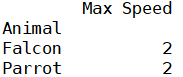 Max Speed
Animal
Falcon 2
Parrot 2